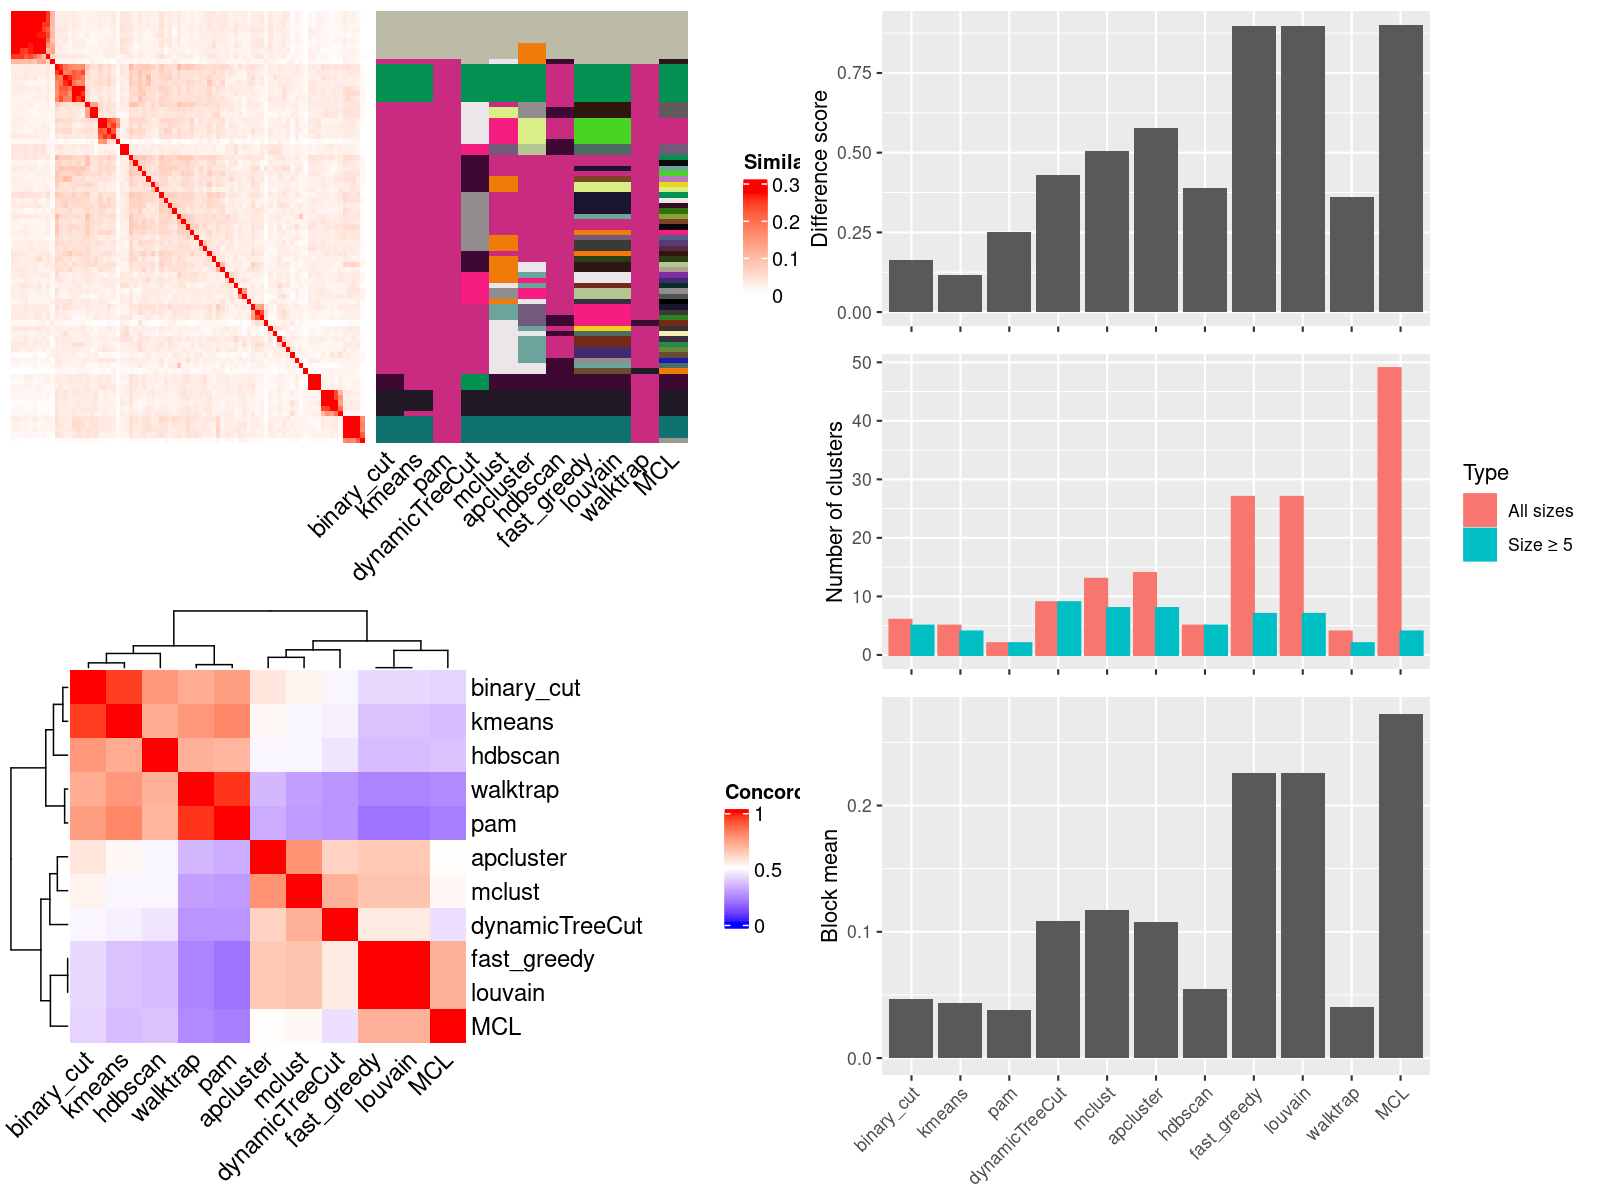 Simila
0.3
0.2
0.1
0
binary_cut
kmeans
pam
dynamicTreeCut
mclust
apcluster
hdbscan
fast_greedy
louvain
walktrap
MCL
binary_cut
kmeans
hdbscan
walktrap
pam
apcluster
mclust
dynamicTreeCut
fast_greedy
louvain
MCL
Concord
1
0.5
0
binary_cut
kmeans
hdbscan
walktrap
pam
apcluster
mclust
dynamicTreeCut
fast_greedy
louvain
MCL
Difference score
0.75
0.50
0.25
0.00
Number of clusters
50
40
30
20
10
0
Type
All sizes
Size ≥ 5
Block mean
0.2
0.1
0.0
binary_cut
kmeans
pam
dynamicTreeCut
mclust
apcluster
hdbscan
fast_greedy
louvain
walktrap
MCL